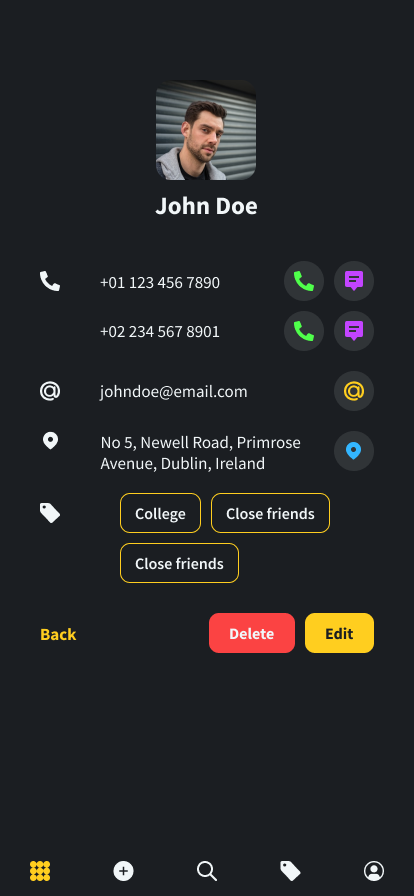 John Doe
+01 123 456 7890
+02 234 567 8901
johndoe@email.com
No 5, Newell Road, Primrose
Avenue, Dublin, Ireland
College Close friends
Close friends
Back Delete Edit